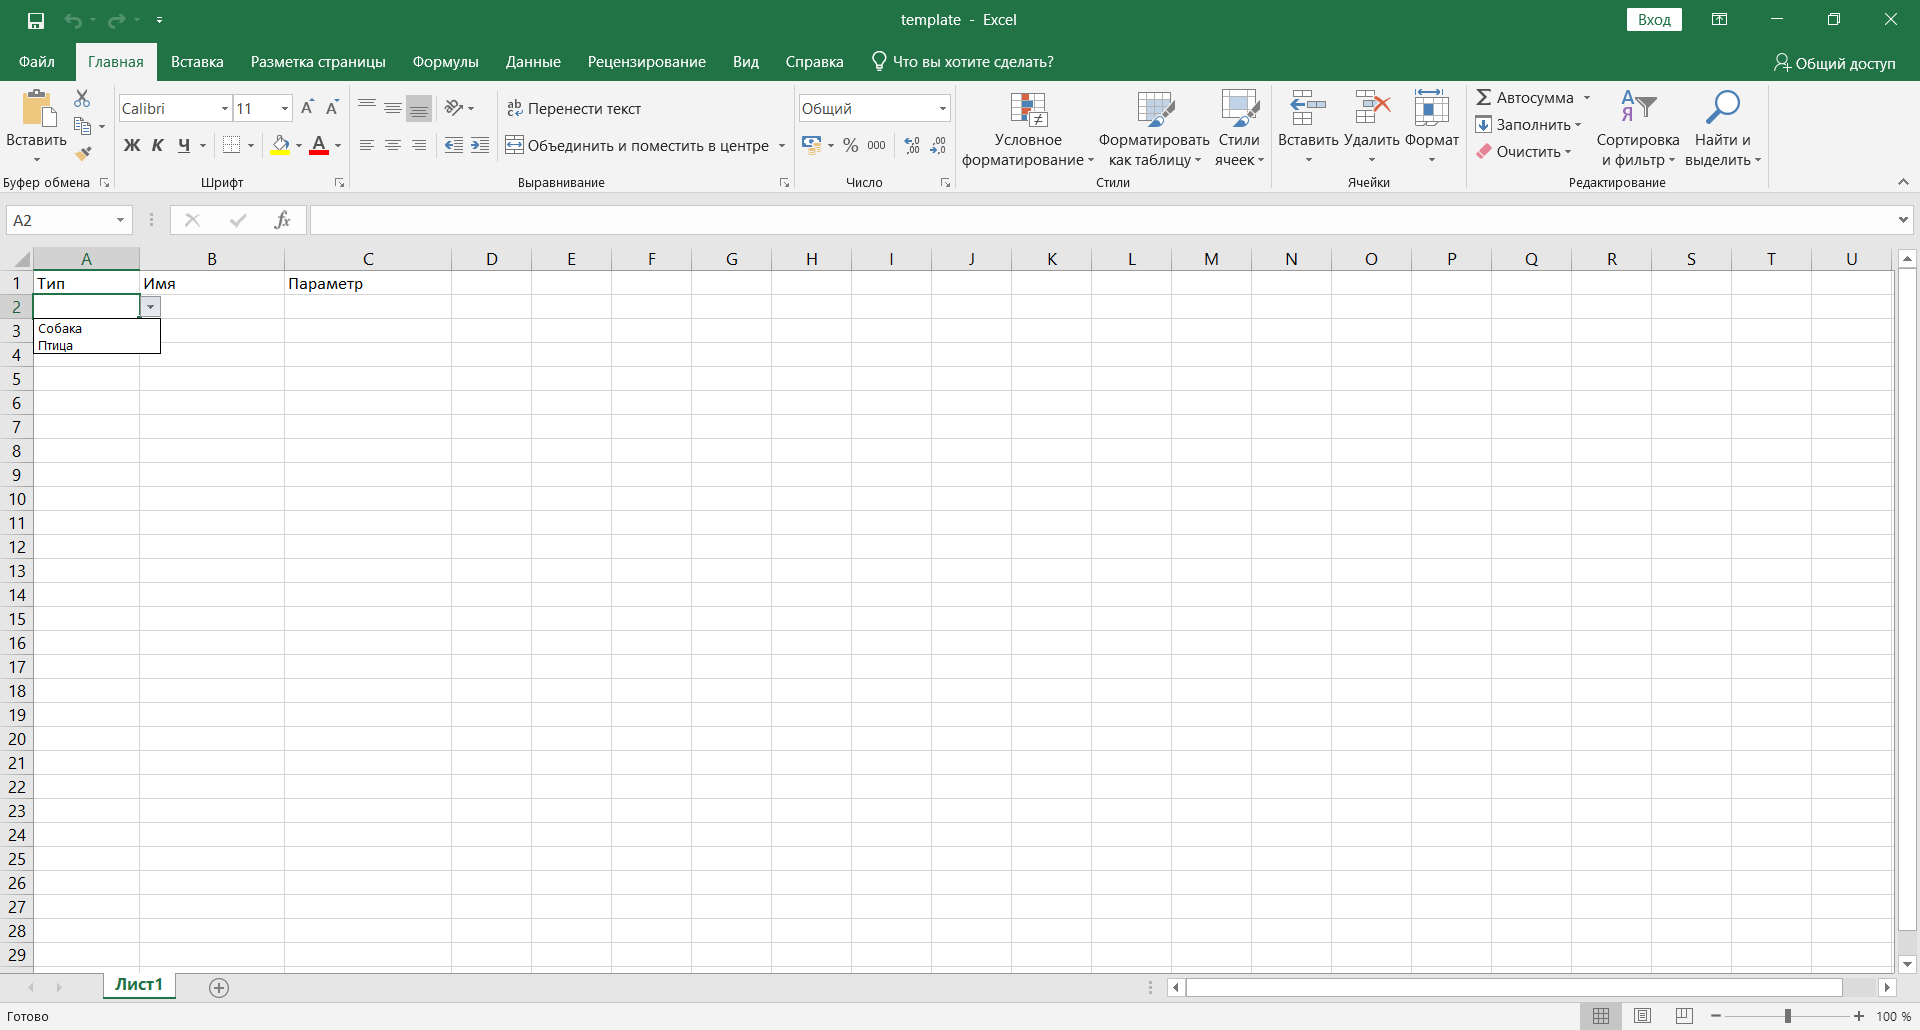 template - Excel
Вход
Файл Главная Вставка Разметка страницы Формулы Данные Рецензирование Вид Справка Что вы хотите сделать? Общий доступ
Вставить
Буфер обмена
Calibri 11
Ж К Ч
Шрифт
Перенести текст
Объединить и поместить в центре
Выравнивание
Общий
% 000
Число
Условное форматирование
Форматировать как таблицу
Стили ячеек
Стили
Вставить Удалить Формат
Ячейки
Автосумма
Заполнить
Очистить
Сортировка и фильтр
Найти и выделить
Редактирование
A2
fx
A B C D E F G H I J K L M N O P Q R S T U
1 Тип Имя Параметр
2
Собака
Птица
3
4
5
6
7
8
9
10
11
12
13
14
15
16
17
18
19
20
21
22
23
24
25
26
27
28
29
Лист1
Готово
100 %